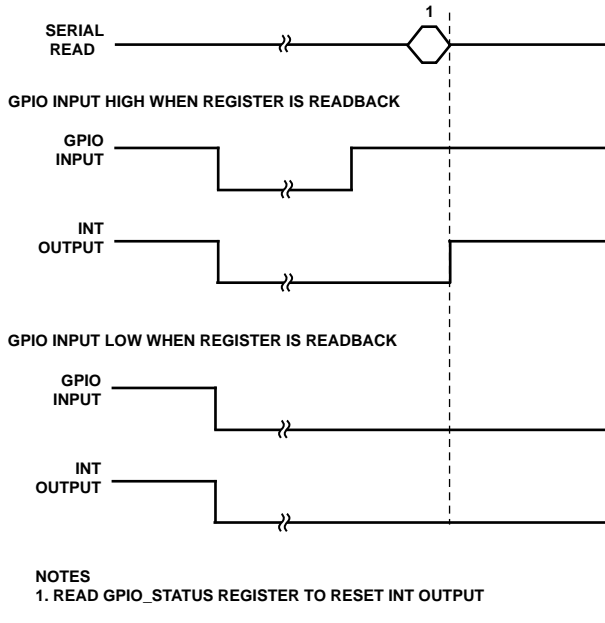 1
SERIAL
READ
GPIO INPUT HIGH WHEN REGISTER IS READBACK
GPIO
INPUT
INT
OUTPUT
GPIO INPUT LOW WHEN REGISTER IS READBACK
GPIO
INPUT
INT
OUTPUT
NOTES
1. READ GPIO_STATUS REGISTER TO RESET INT OUTPUT